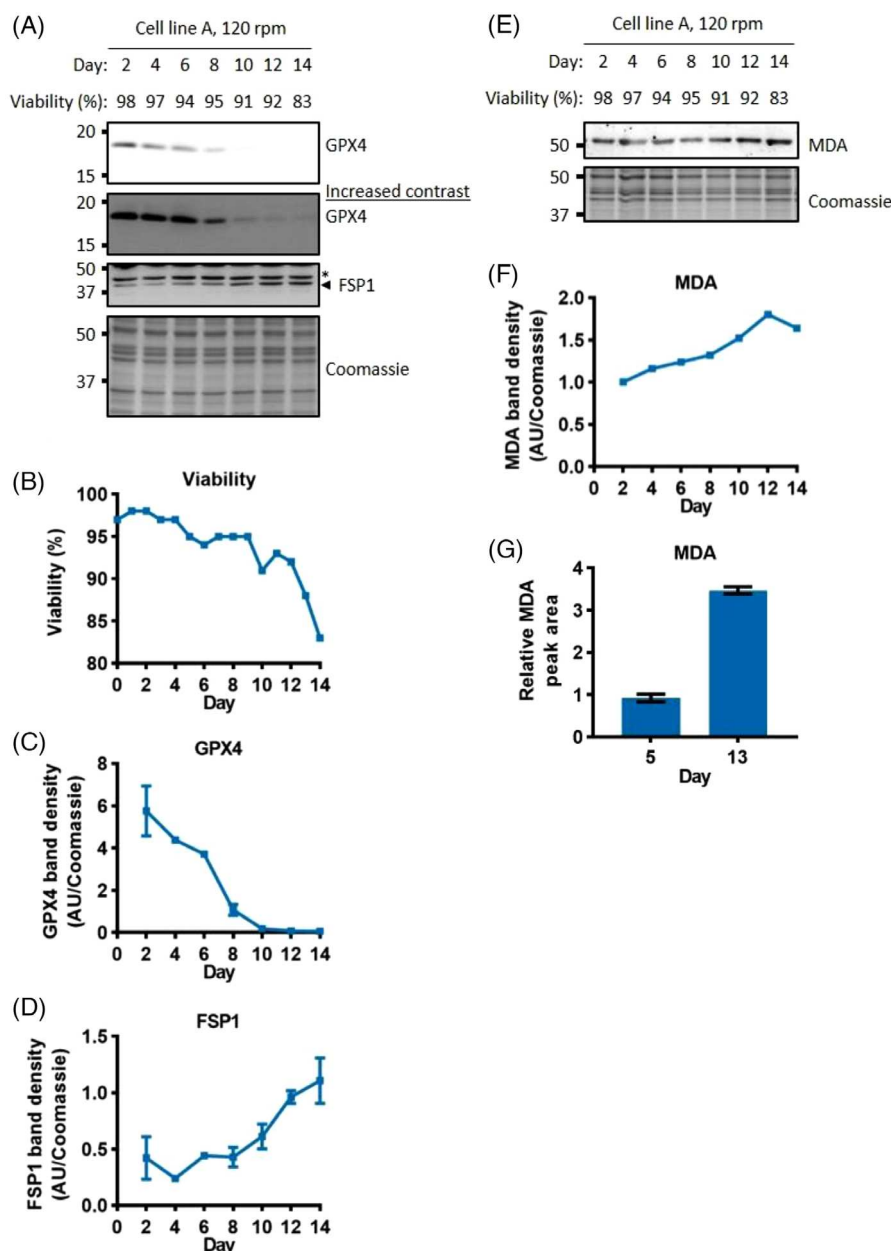 (A)
Cell line A, 120 rpm
Day: 2 4 6 8 10 12 14
Viability (%): 98 97 94 95 91 92 83
20
15
GPX4
Increased contrast
20
15
GPX4
50
37
*
◄ FSP1
50
37
Coomassie
(B)
Viability
Viability (%)
100
95
90
85
80
0 2 4 6 8 10 12 14
Day
(C)
GPX4
GPX4 band density
(AU/Coomassie)
8
6
4
2
0
0 2 4 6 8 10 12 14
Day
(D)
FSP1
FSP1 band density
(AU/Coomassie)
1.5
1.0
0.5
0.0
0 2 4 6 8 10 12 14
Day
(E)
Cell line A, 120 rpm
Day: 2 4 6 8 10 12 14
Viability (%): 98 97 94 95 91 92 83
50
MDA
50
37
Coomassie
(F)
MDA
MDA band density
(AU/Coomassie)
2.0
1.5
1.0
0.5
0.0
0 2 4 6 8 10 12 14
Day
(G)
MDA
Relative MDA
peak area
4
3
2
1
0
5 13
Day